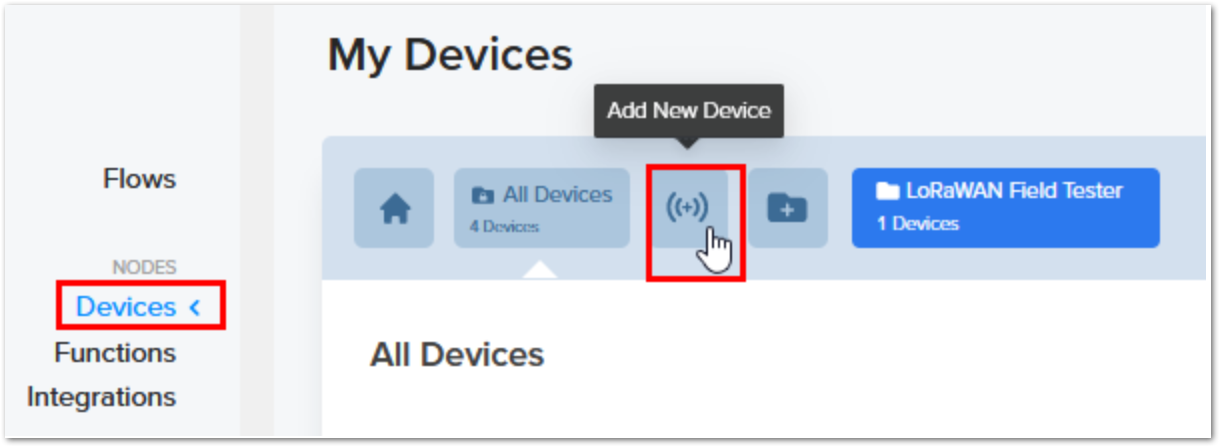 My Devices
Add New Device
Flows
NODES
Devices
Functions
Integrations
All Devices
4 Devices
LoRaWAN Field Tester
1 Devices
All Devices